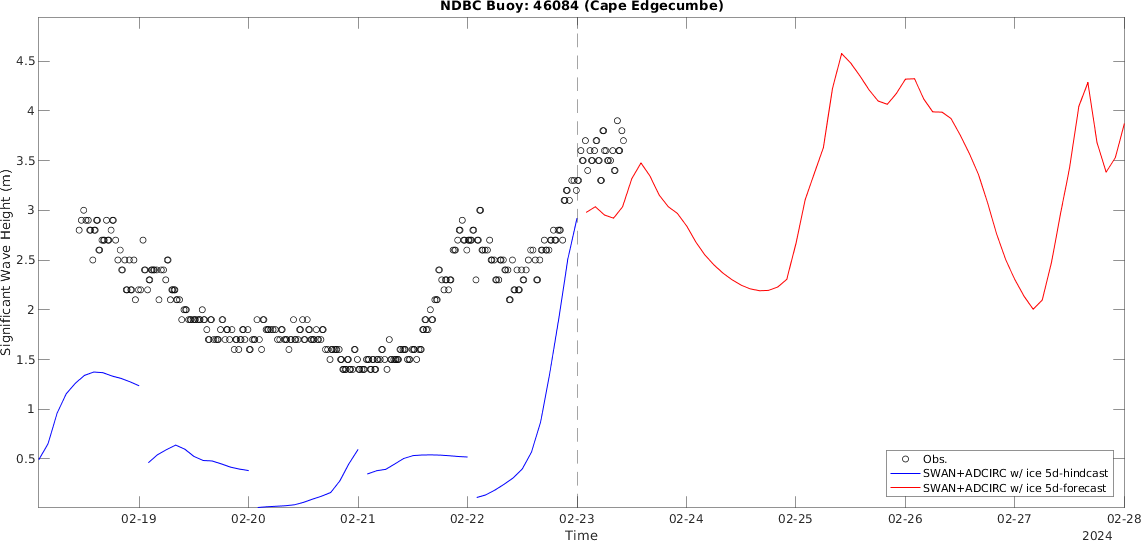 NDBC Buoy: 46084 (Cape Edgecumbe)
Significant Wave Height (m)
4.5
4
3.5
3
2.5
2
1.5
1
0.5
Obs.
SWAN+ADCIRC w/ ice 5d-hindcast
SWAN+ADCIRC w/ ice 5d-forecast
02-19 02-20 02-21 02-22 02-23 02-24 02-25 02-26 02-27 02-28
Time
2024